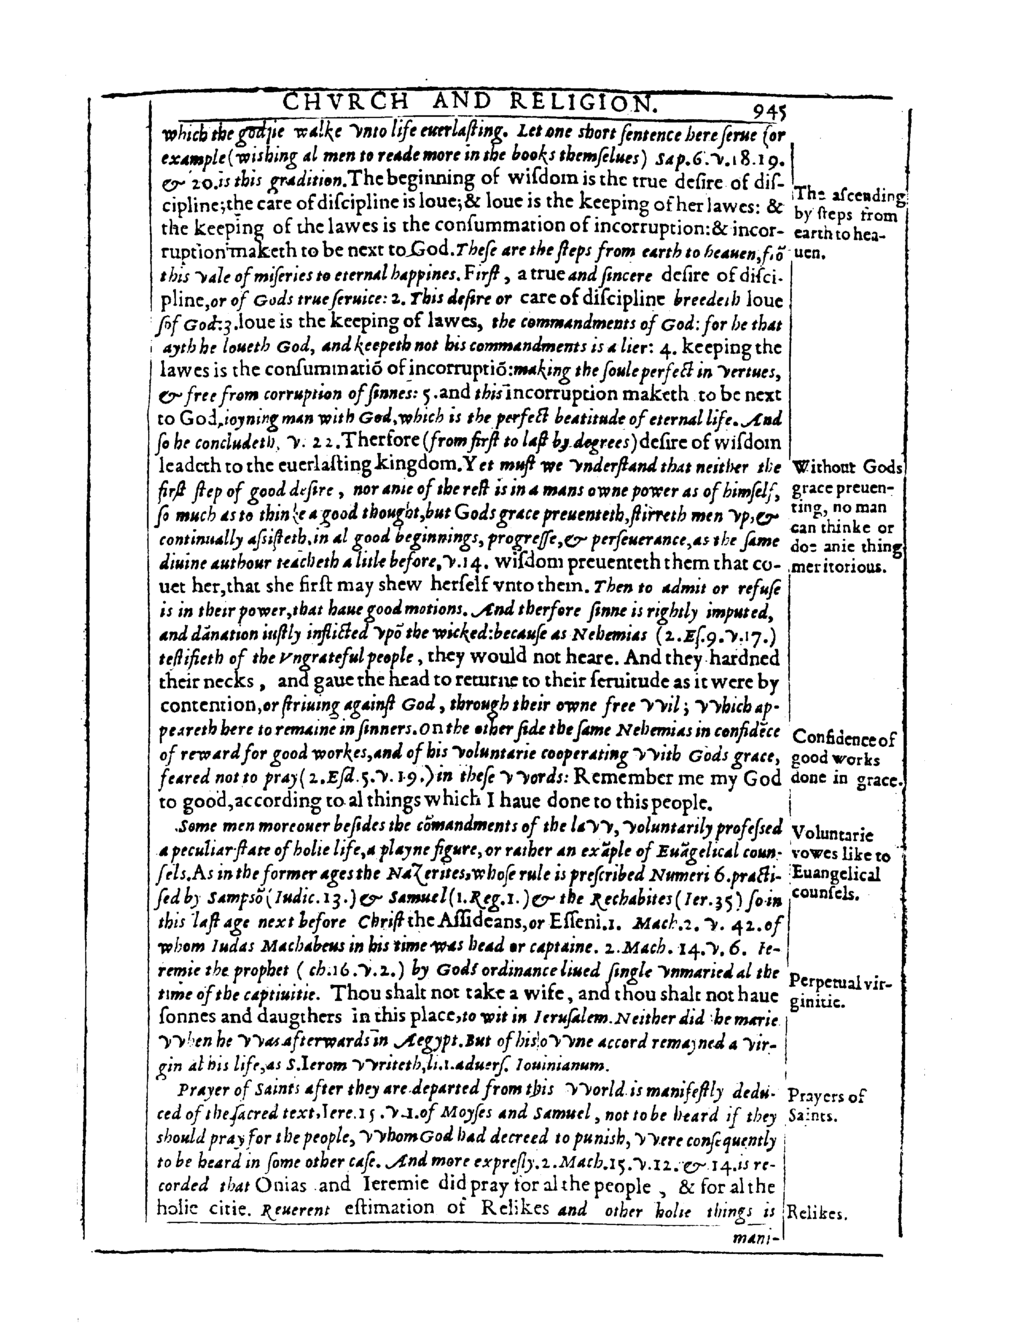 CHVRCH AND RELIGION. 945
which the godlie walke vnto life euerlasting. Let one short sentence here serue for
example (wishing al men to reade more in the bookes themselues) Sap. 6. v. 18. 19.
& 20. is this gradition. The beginning of wisdom is the true desire of dis-
cipline; the care of discipline is loue; & loue is the keeping of her lawes: &
the keeping of the lawes is the consummation of incorruption: & incor-
ruption maketh to be next to God. These are the steps from earth to heauen, frō
this vale of miseries to eternal happines. First, a true and sincere desire of disci-
pline, or of Gods true seruice: 2. This desire or care of discipline breedeth loue
sof God: 3. loue is the keeping of lawes, the commandments of God: for he that
ayth he loueth God, and keepeth not his commandments is a lier: 4. keeping the
lawes is the consummatiō of incorruptiō: making the soule perfect in vertues,
& free from corruption of sinnes: 5. and this incorruption maketh to be next
to God, ioyning man with God, which is the perfect beatitude of eternal life. And
so he concludeth, v. 22. Therfore (from first to last by degrees) desire of wisdom
leadeth to the euerlasting kingdom. Yet must we vnderstand that neither the
first step of good desire, nor anie of the rest is in a mans owne power as of himself,
so much as to thinke a good thought, but Gods grace preuenteth, stirreth men vp, &
continually assisteth, in al good beginnings, progresse, & perseuerance, as the same
diuine authour teacheth a litle before, v. 14. wisdom preuenteth them that co-
uet her, that she first may shew herself vnto them. Then to admit or refuse
is in their power, that haue good motions. And therfore sinne is rightly imputed,
and dānation iustly inflicted vpō the wicked: because as Nehemias (2. Es. 9. v. 17.)
testifieth of the vngrateful people, they would not heare. And they hardned
their necks, and gaue the head to returne to their seruitude as it were by
contention, or striuing against God, through their owne free vvil; vvhich ap-
peareth here to remaine in sinners. On the other side the same Nehemias in confidēce
of reward for good workes, and of his voluntarie cooperating vvith Gods grace,
feared not to pray (2. Esd. 5. v. 19.) in these vvords: Remember me my God
to good, according to al things which I haue done to this people.
Some men moreouer besides the cōmandments of the lavv, voluntarily professed
a peculiar state of holie life, a playne figure, or rather an exāple of Euāgelical coun-
sels. As in the former ages the Nazerites, whose rule is prescribed Numeri 6. practi-
sed by Sampsō (Iudic. 13.) & Samuel (1. Reg. 1.) & the Rechabites (Ier. 35) so in
this last age next before Christ the Assideans, or Esseni. 1. Mach. 2. v. 42. of
whom Iudas Machabeus in his time was head or captaine. 2. Mach. 14. v. 6. Ie-
remie the prophet (ch. 16. v. 2.) by Gods ordinance liued single vnmaried al the
time of the captiuitie. Thou shalt not take a wife, and thou shalt not haue
sonnes and daugthers in this place, to wit in Ierusalem. Neither did he marie
vvhen he vvas afterwards in Aegypt. But of his ovvne accord remayned a vir-
gin al his life, as S. Ierom vvriteth, li. 1. aduers. Iouinianum.
Prayer of Saints after they are departed from this vvorld is manifestly dedu-
ced of the sacred text, Iere. 15. v. 1. of Moyses and Samuel, not to be heard if they
should pray for the people, vvhom God had decreed to punish, vvere consequently
to be heard in some other case. And more expresly. 2. Mach. 15. v. 12. & 14. is re-
corded that Onias and Ieremie did pray for al the people, & for al the
holie citie. Reuerent estimation of Relikes and other holie things is
mani-
The ascending
by steps from
earth to hea-
uen.
Without Gods
grace preuen-
ting, no man
can thinke or
doe anie thing
meritorious.
Confidence of
good works
done in grace.
Voluntarie
vowes like to
Euangelical
counsels.
Perpetual vir-
ginitie.
Prayers of
Saints.
Relikes.